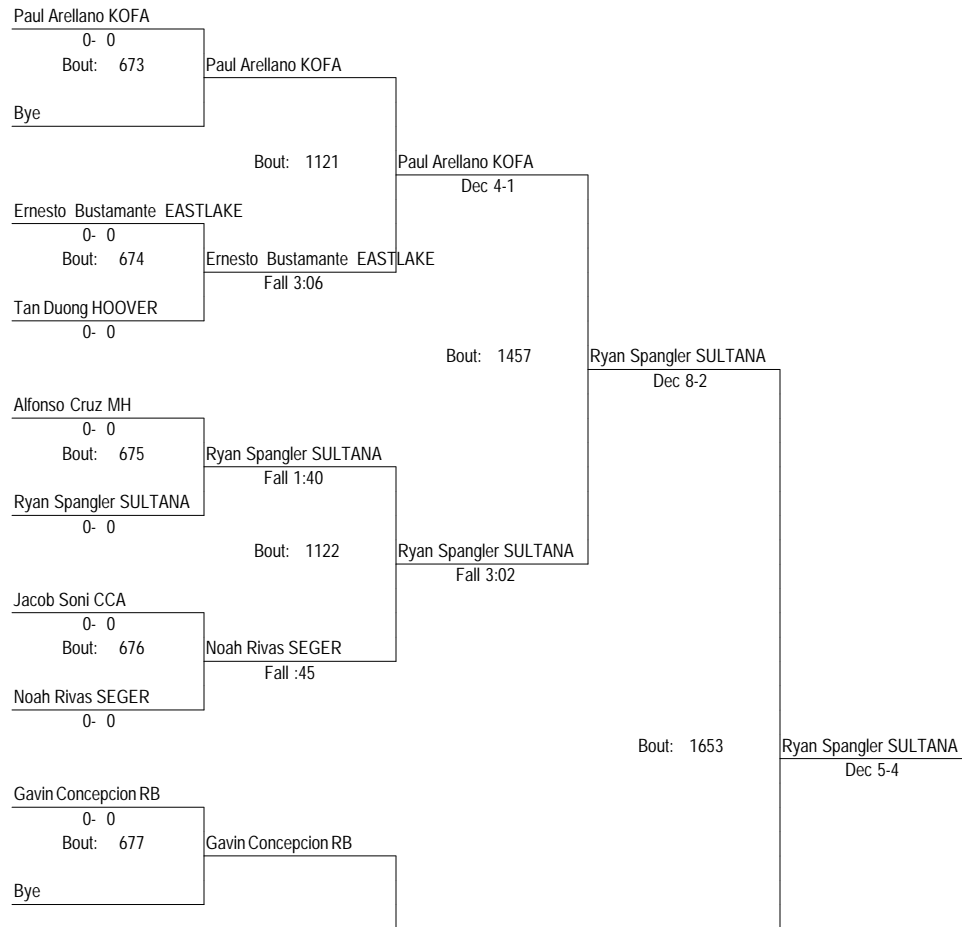 Paul Arellano KOFA
0- 0
Bout: 673
Paul Arellano KOFA
Bye
Bout: 1121
Paul Arellano KOFA
Dec 4-1
Ernesto Bustamante EASTLAKE
0- 0
Bout: 674
Ernesto Bustamante EASTLAKE
Fall 3:06
Tan Duong HOOVER
0- 0
Bout: 1457
Ryan Spangler SULTANA
Dec 8-2
Alfonso Cruz MH
0- 0
Bout: 675
Ryan Spangler SULTANA
Fall 1:40
Ryan Spangler SULTANA
0- 0
Bout: 1122
Ryan Spangler SULTANA
Fall 3:02
Jacob Soni CCA
0- 0
Bout: 676
Noah Rivas SEGER
Fall :45
Noah Rivas SEGER
0- 0
Bout: 1653
Ryan Spangler SULTANA
Dec 5-4
Gavin Concepcion RB
0- 0
Bout: 677
Gavin Concepcion RB
Bye